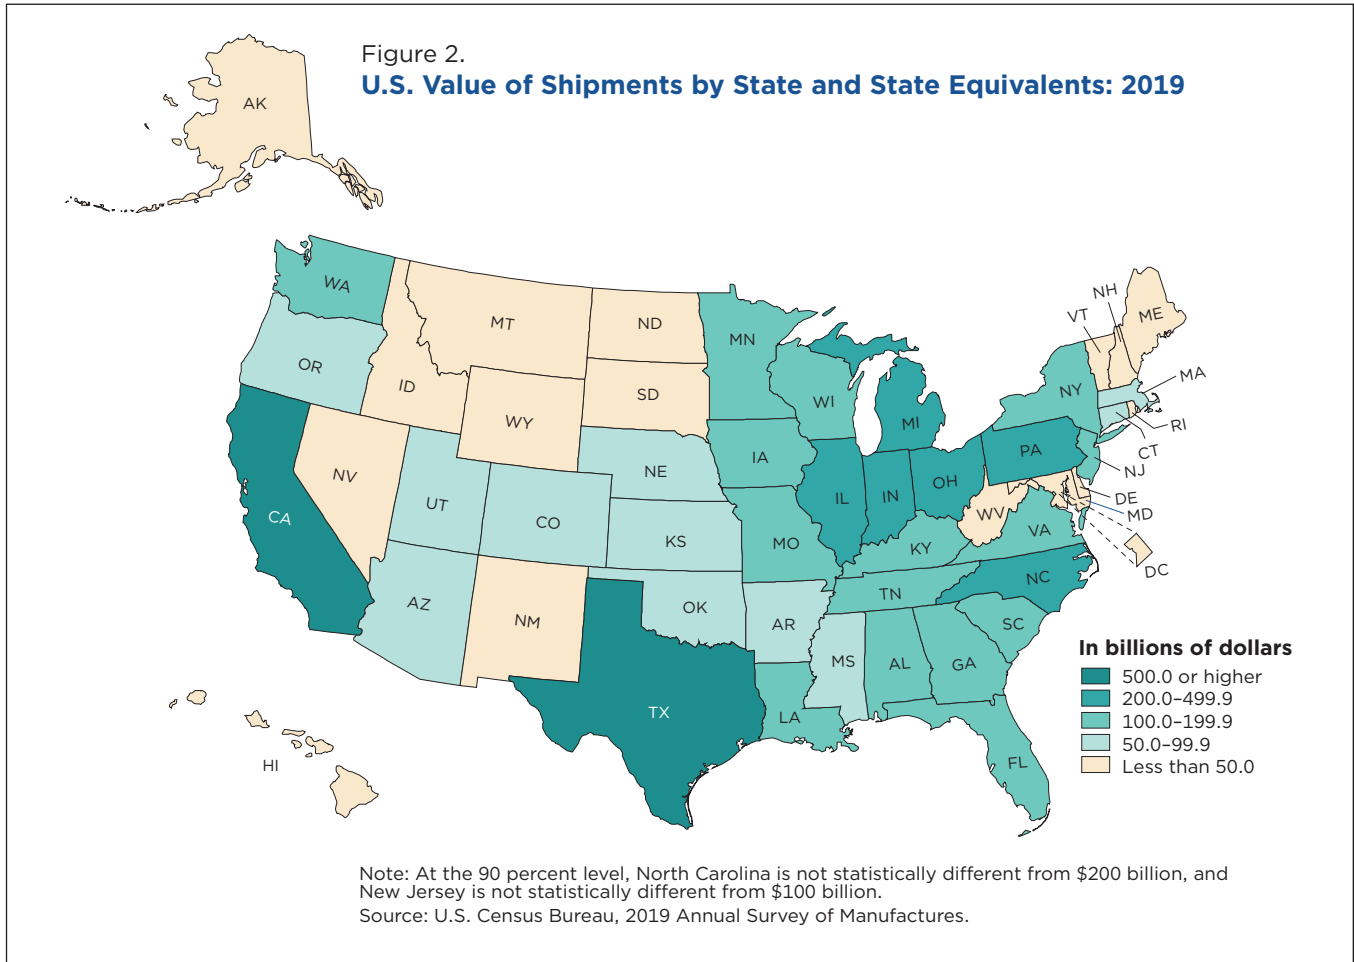 Figure 2.
U.S. Value of Shipments by State and State Equivalents: 2019
AK
WA
MT
ND
MN
NH
VT
ME
OR
ID
SD
WI
NY
MA
WY
MI
RI
NV
NE
IA
PA
CT
NJ
UT
CO
IL
IN
OH
DE
MD
CA
KS
MO
WV
VA
KY
DC
AZ
NM
OK
TN
NC
AR
SC
MS
AL
GA
TX
LA
FL
HI
In billions of dollars
500.0 or higher
200.0–499.9
100.0–199.9
50.0–99.9
Less than 50.0
Note: At the 90 percent level, North Carolina is not statistically different from $200 billion, and
New Jersey is not statistically different from $100 billion.
Source: U.S. Census Bureau, 2019 Annual Survey of Manufactures.